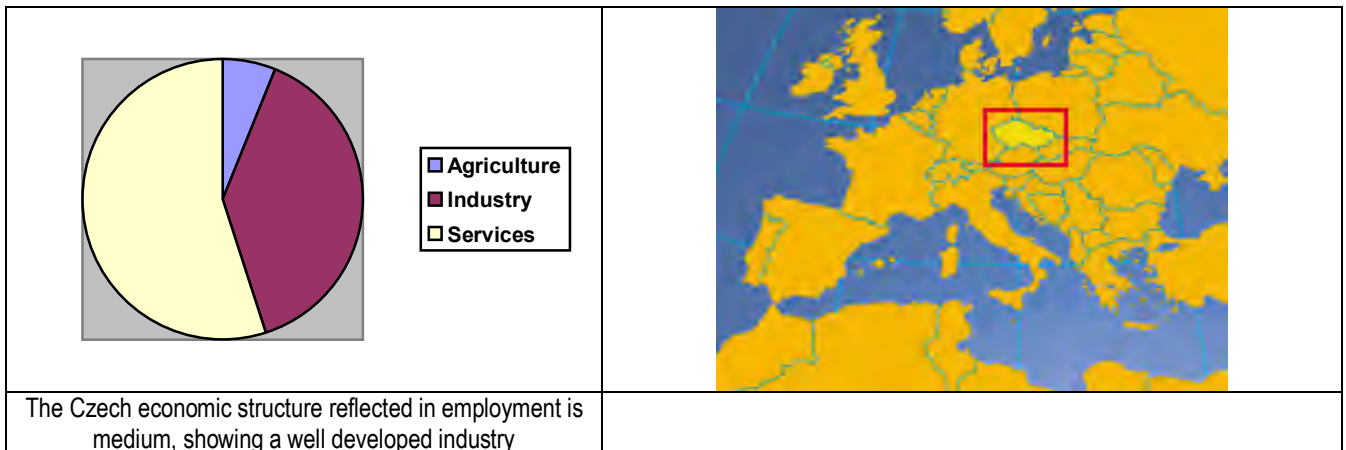 Agriculture
Industry
Services
The Czech economic structure reflected in employment is
medium, showing a well developed industry